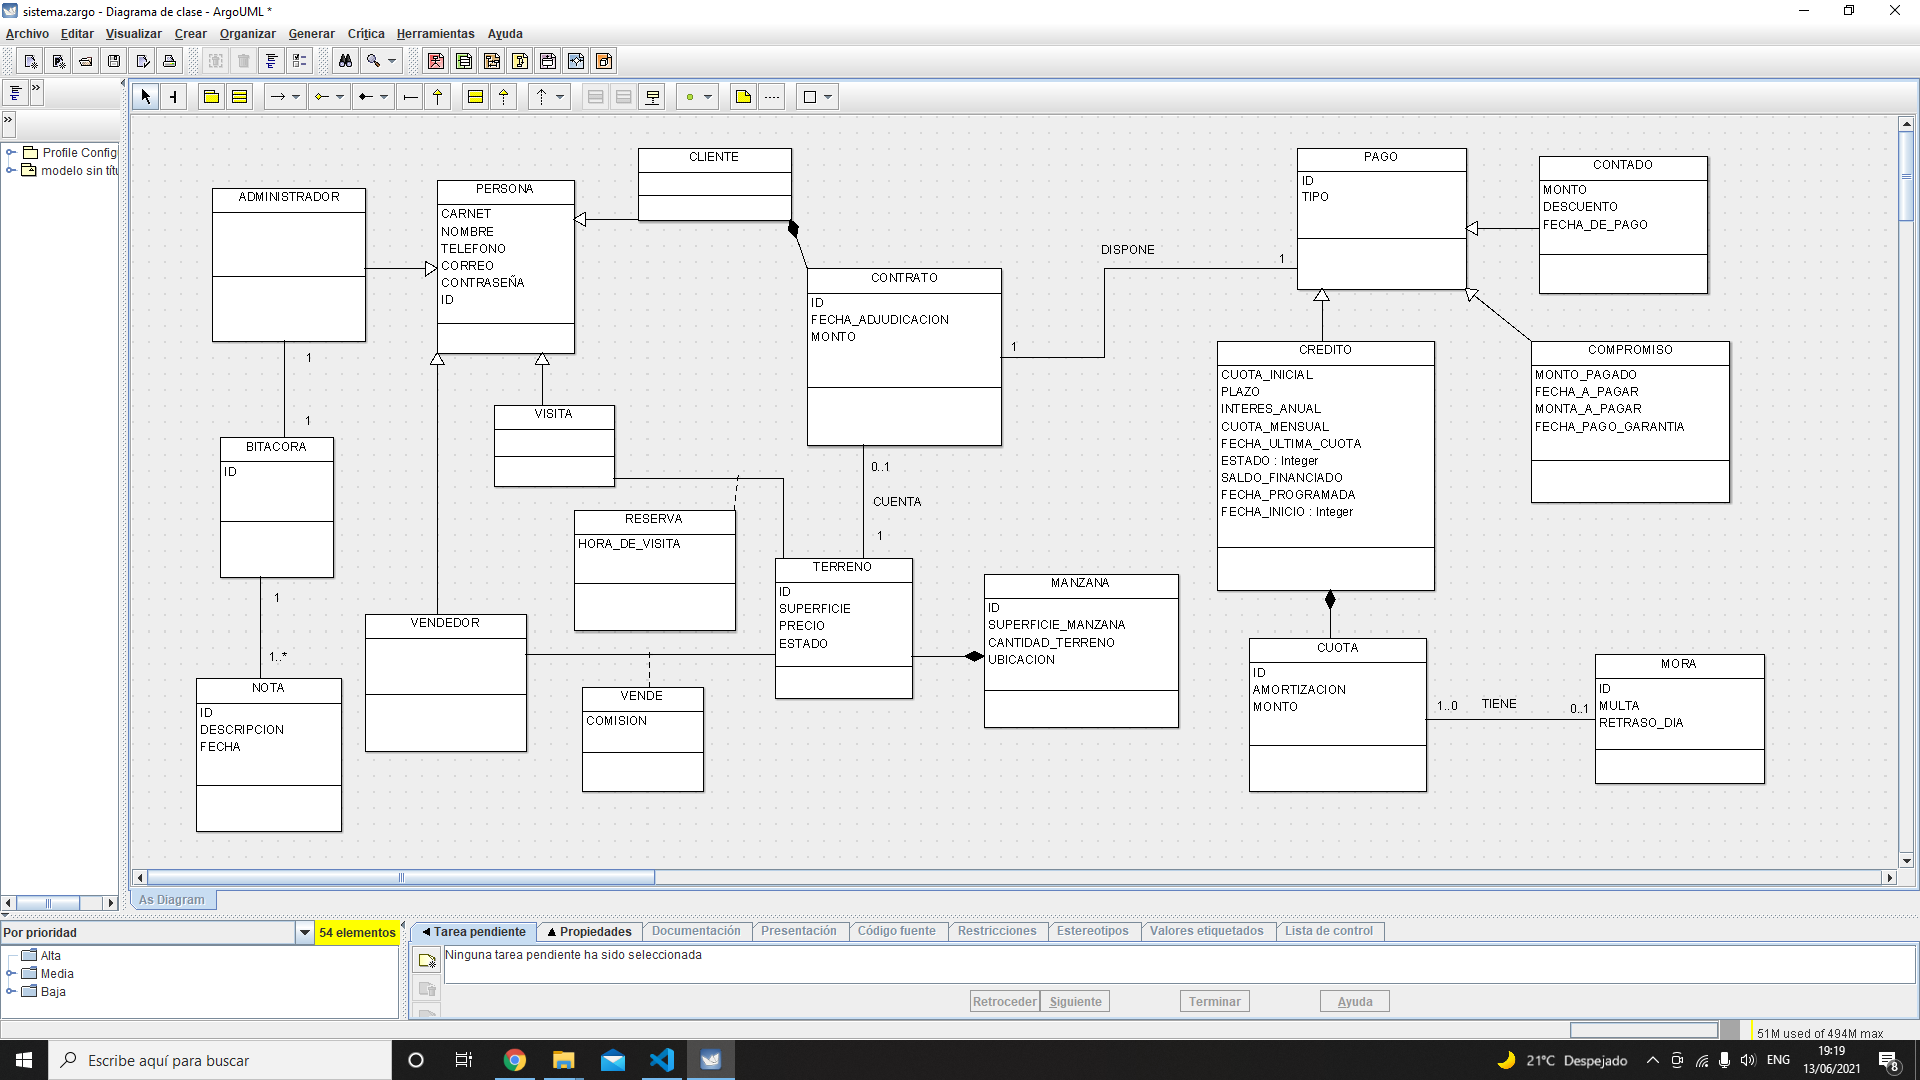 sistema.zargo - Diagrama de clase - ArgoUML *
Archivo Editar Visualizar Crear Organizar Generar Crítica Herramientas Ayuda
Profile Config
modelo sin títu
ADMINISTRADOR
PERSONA
CARNET
NOMBRE
TELEFONO
CORREO
CONTRASEÑA
ID
CLIENTE
CONTRATO
ID
FECHA_ADJUDICACION
MONTO
DISPONE
1
1
PAGO
ID
TIPO
CONTADO
MONTO
DESCUENTO
FECHA_DE_PAGO
CREDITO
CUOTA_INICIAL
PLAZO
INTERES_ANUAL
CUOTA_MENSUAL
FECHA_ULTIMA_CUOTA
ESTADO : Integer
SALDO_FINANCIADO
FECHA_PROGRAMADA
FECHA_INICIO : Integer
COMPROMISO
MONTO_PAGADO
FECHA_A_PAGAR
MONTA_A_PAGAR
FECHA_PAGO_GARANTIA
1
1
BITACORA
ID
VISITA
0..1
CUENTA
1
RESERVA
HORA_DE_VISITA
TERRENO
ID
SUPERFICIE
PRECIO
ESTADO
MANZANA
ID
SUPERFICIE_MANZANA
CANTIDAD_TERRENO
UBICACION
1
1..*
VENDEDOR
NOTA
ID
DESCRIPCION
FECHA
VENDE
COMISION
CUOTA
ID
AMORTIZACION
MONTO
1..0 TIENE 0..1
MORA
ID
MULTA
RETRASO_DIA
As Diagram
Por prioridad
54 elementos
Alta
Media
Baja
Tarea pendiente Propiedades Documentación Presentación Código fuente Restricciones Estereotipos Valores etiquetados Lista de control
Ninguna tarea pendiente ha sido seleccionada
Retroceder Siguiente Terminar Ayuda
51M used of 494M max
Escribe aquí para buscar
21°C Despejado
ENG
19:19
13/06/2021
8